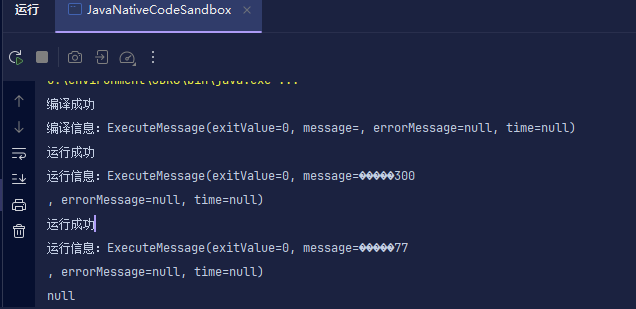 运行
JavaNativeCodeSandbox
编译成功
编译信息：ExecuteMessage(exitValue=0, message=, errorMessage=null, time=null)
运行成功
运行信息：ExecuteMessage(exitValue=0, message=�����300
, errorMessage=null, time=null)
运行成功
运行信息：ExecuteMessage(exitValue=0, message=�����77
, errorMessage=null, time=null)
null